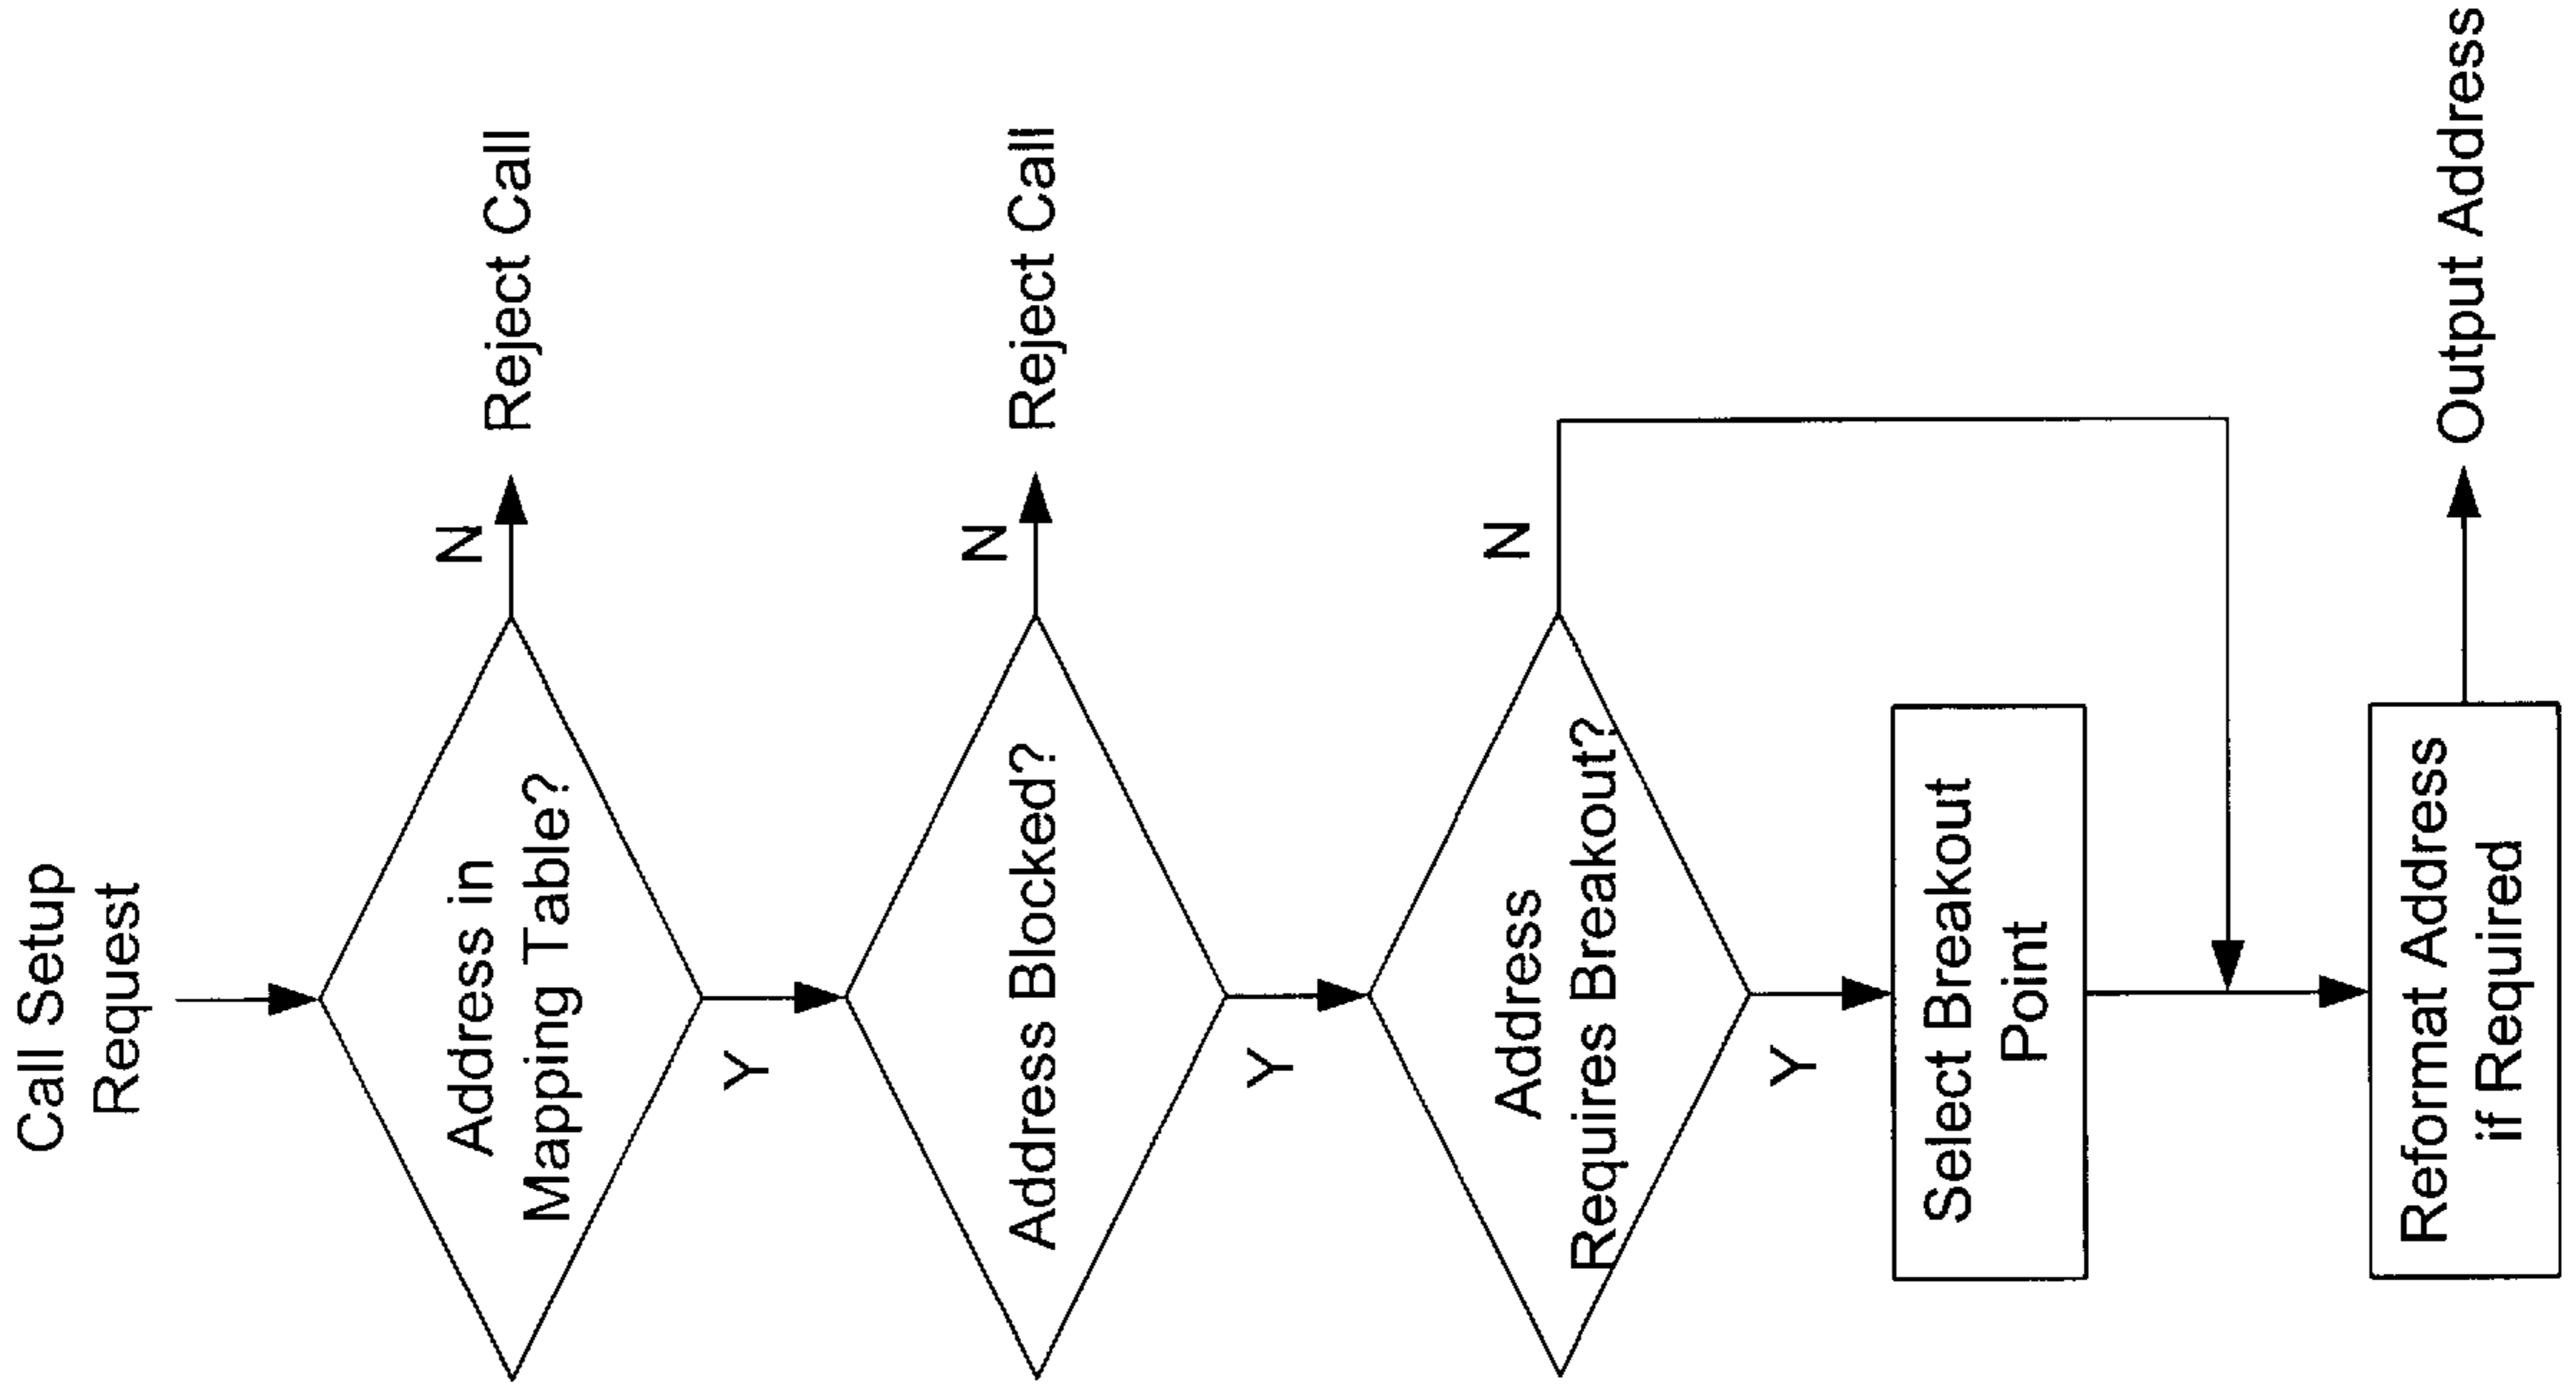 Call Setup
Request
Address in
Mapping Table?
N
Reject Call
Y
Address Blocked?
N
Reject Call
Y
Address
Requires Breakout?
N
Y
Select Breakout
Point
Reformat Address
if Required
Output Address